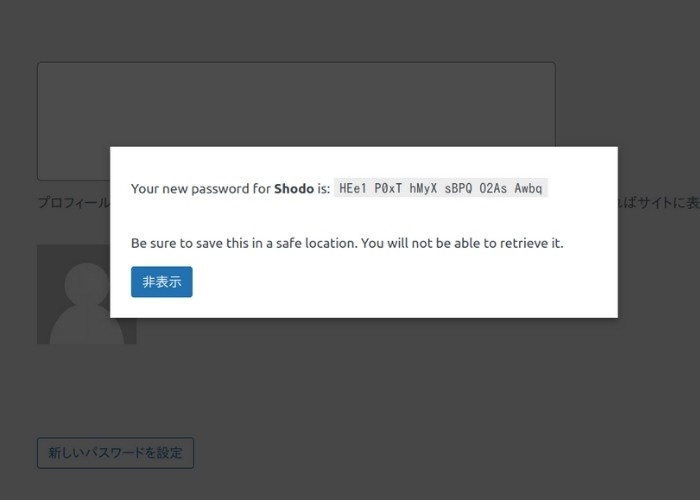 Your new password for Shodo is: HEe1 P0xT hMyX sBPQ O2As Awbq
プロフィール
ればサイトに表
Be sure to save this in a safe location. You will not be able to retrieve it.
非表示
新しいパスワードを設定